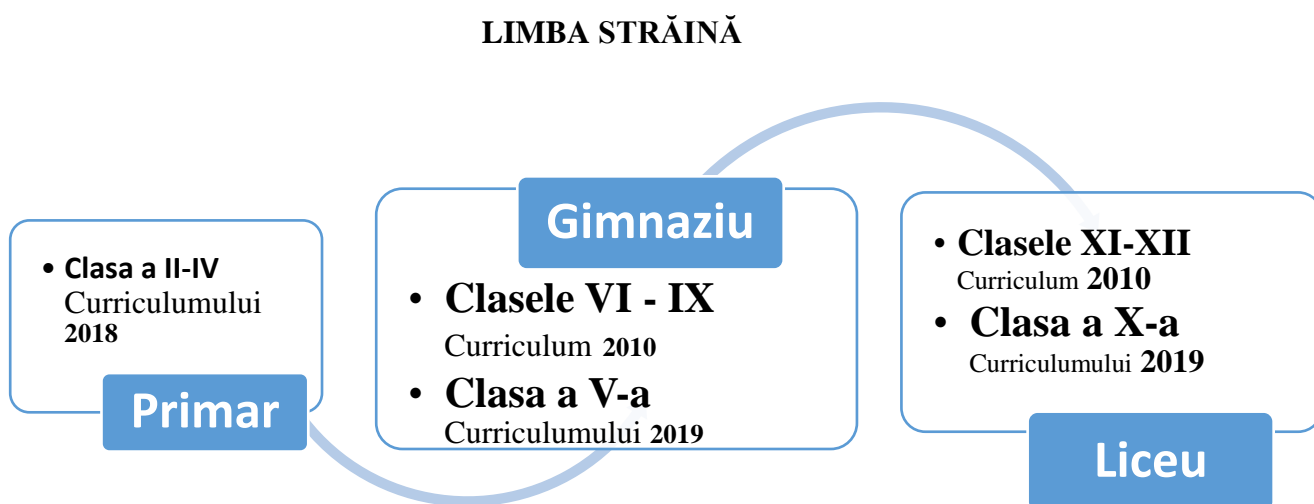 LIMBA STRĂINĂ
• Clasa a II-IV
Curriculumului
2018
Primar
Gimnaziu
• Clasele VI - IX
Curriculum 2010
• Clasa a V-a
Curriculumului 2019
• Clasele XI-XII
Curriculum 2010
• Clasa a X-a
Curriculumului 2019
Liceu